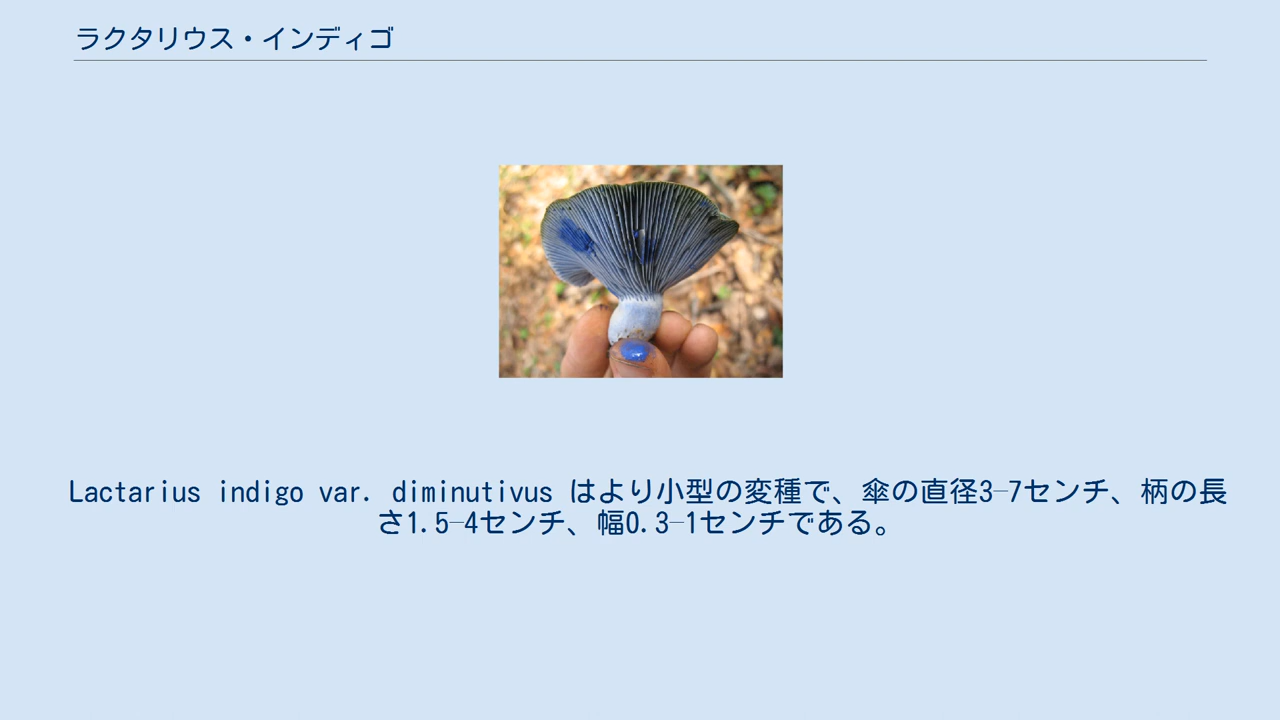 ラクタリウス・インディゴ
Lactarius indigo var. diminutivus はより小型の変種で、傘の直径3–7センチ、柄の長
さ1.5–4センチ、幅0.3–1センチである。